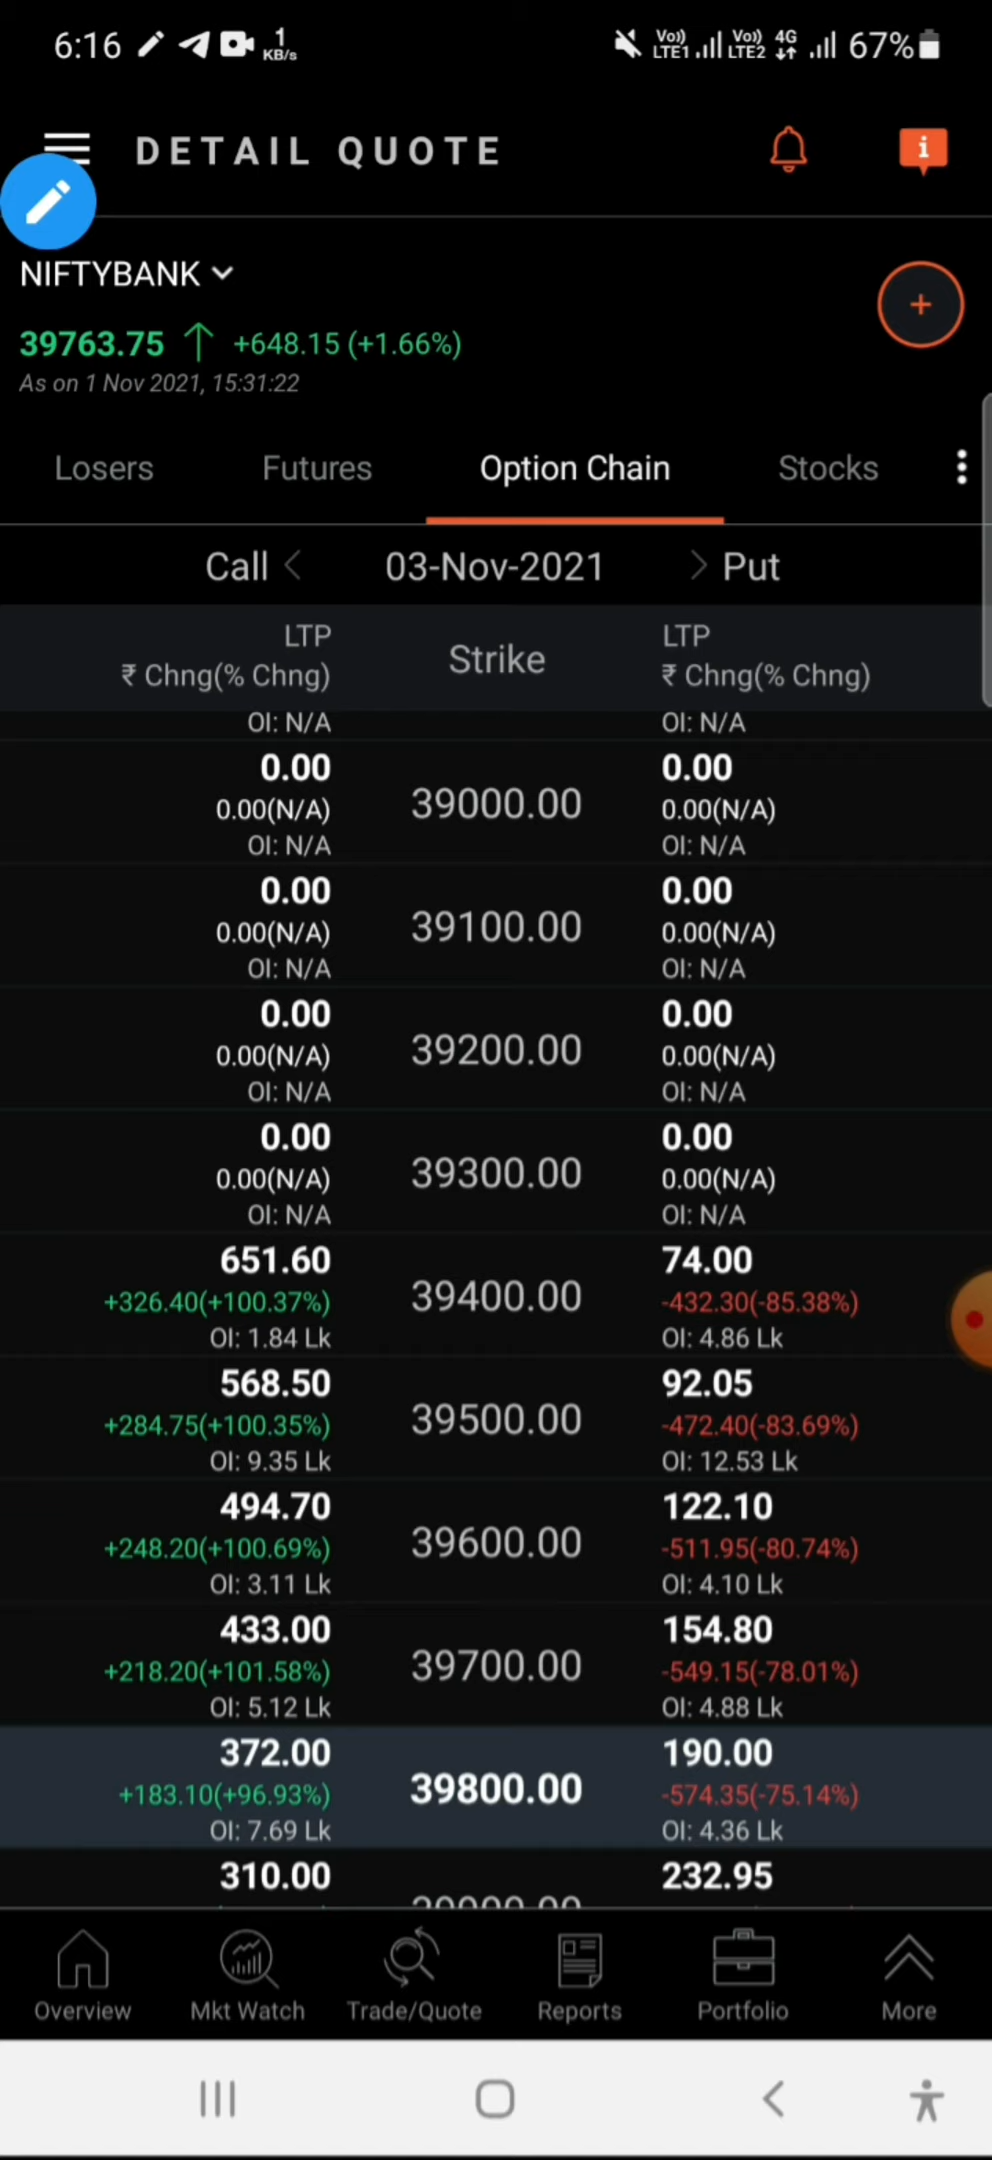 6:16 1 KB/s Vo)) LTE1 Vo)) LTE2 4G 67%
DETAIL QUOTE i
NIFTYBANK
39763.75 +648.15 (+1.66%)
As on 1 Nov 2021, 15:31:22
Losers Futures Option Chain Stocks
Call < 03-Nov-2021 > Put
LTP Strike LTP
₹ Chng(% Chng) ₹ Chng(% Chng)
OI: N/A OI: N/A
0.00 39000.00 0.00
0.00(N/A) 0.00(N/A)
OI: N/A OI: N/A
0.00 39100.00 0.00
0.00(N/A) 0.00(N/A)
OI: N/A OI: N/A
0.00 39200.00 0.00
0.00(N/A) 0.00(N/A)
OI: N/A OI: N/A
0.00 39300.00 0.00
0.00(N/A) 0.00(N/A)
OI: N/A OI: N/A
651.60 39400.00 74.00
+326.40(+100.37%) -432.30(-85.38%)
OI: 1.84 Lk OI: 4.86 Lk
568.50 39500.00 92.05
+284.75(+100.35%) -472.40(-83.69%)
OI: 9.35 Lk OI: 12.53 Lk
494.70 39600.00 122.10
+248.20(+100.69%) -511.95(-80.74%)
OI: 3.11 Lk OI: 4.10 Lk
433.00 39700.00 154.80
+218.20(+101.58%) -549.15(-78.01%)
OI: 5.12 Lk OI: 4.88 Lk
372.00 39800.00 190.00
+183.10(+96.93%) -574.35(-75.14%)
OI: 7.69 Lk OI: 4.36 Lk
310.00 232.95
Overview Mkt Watch Trade/Quote Reports Portfolio More